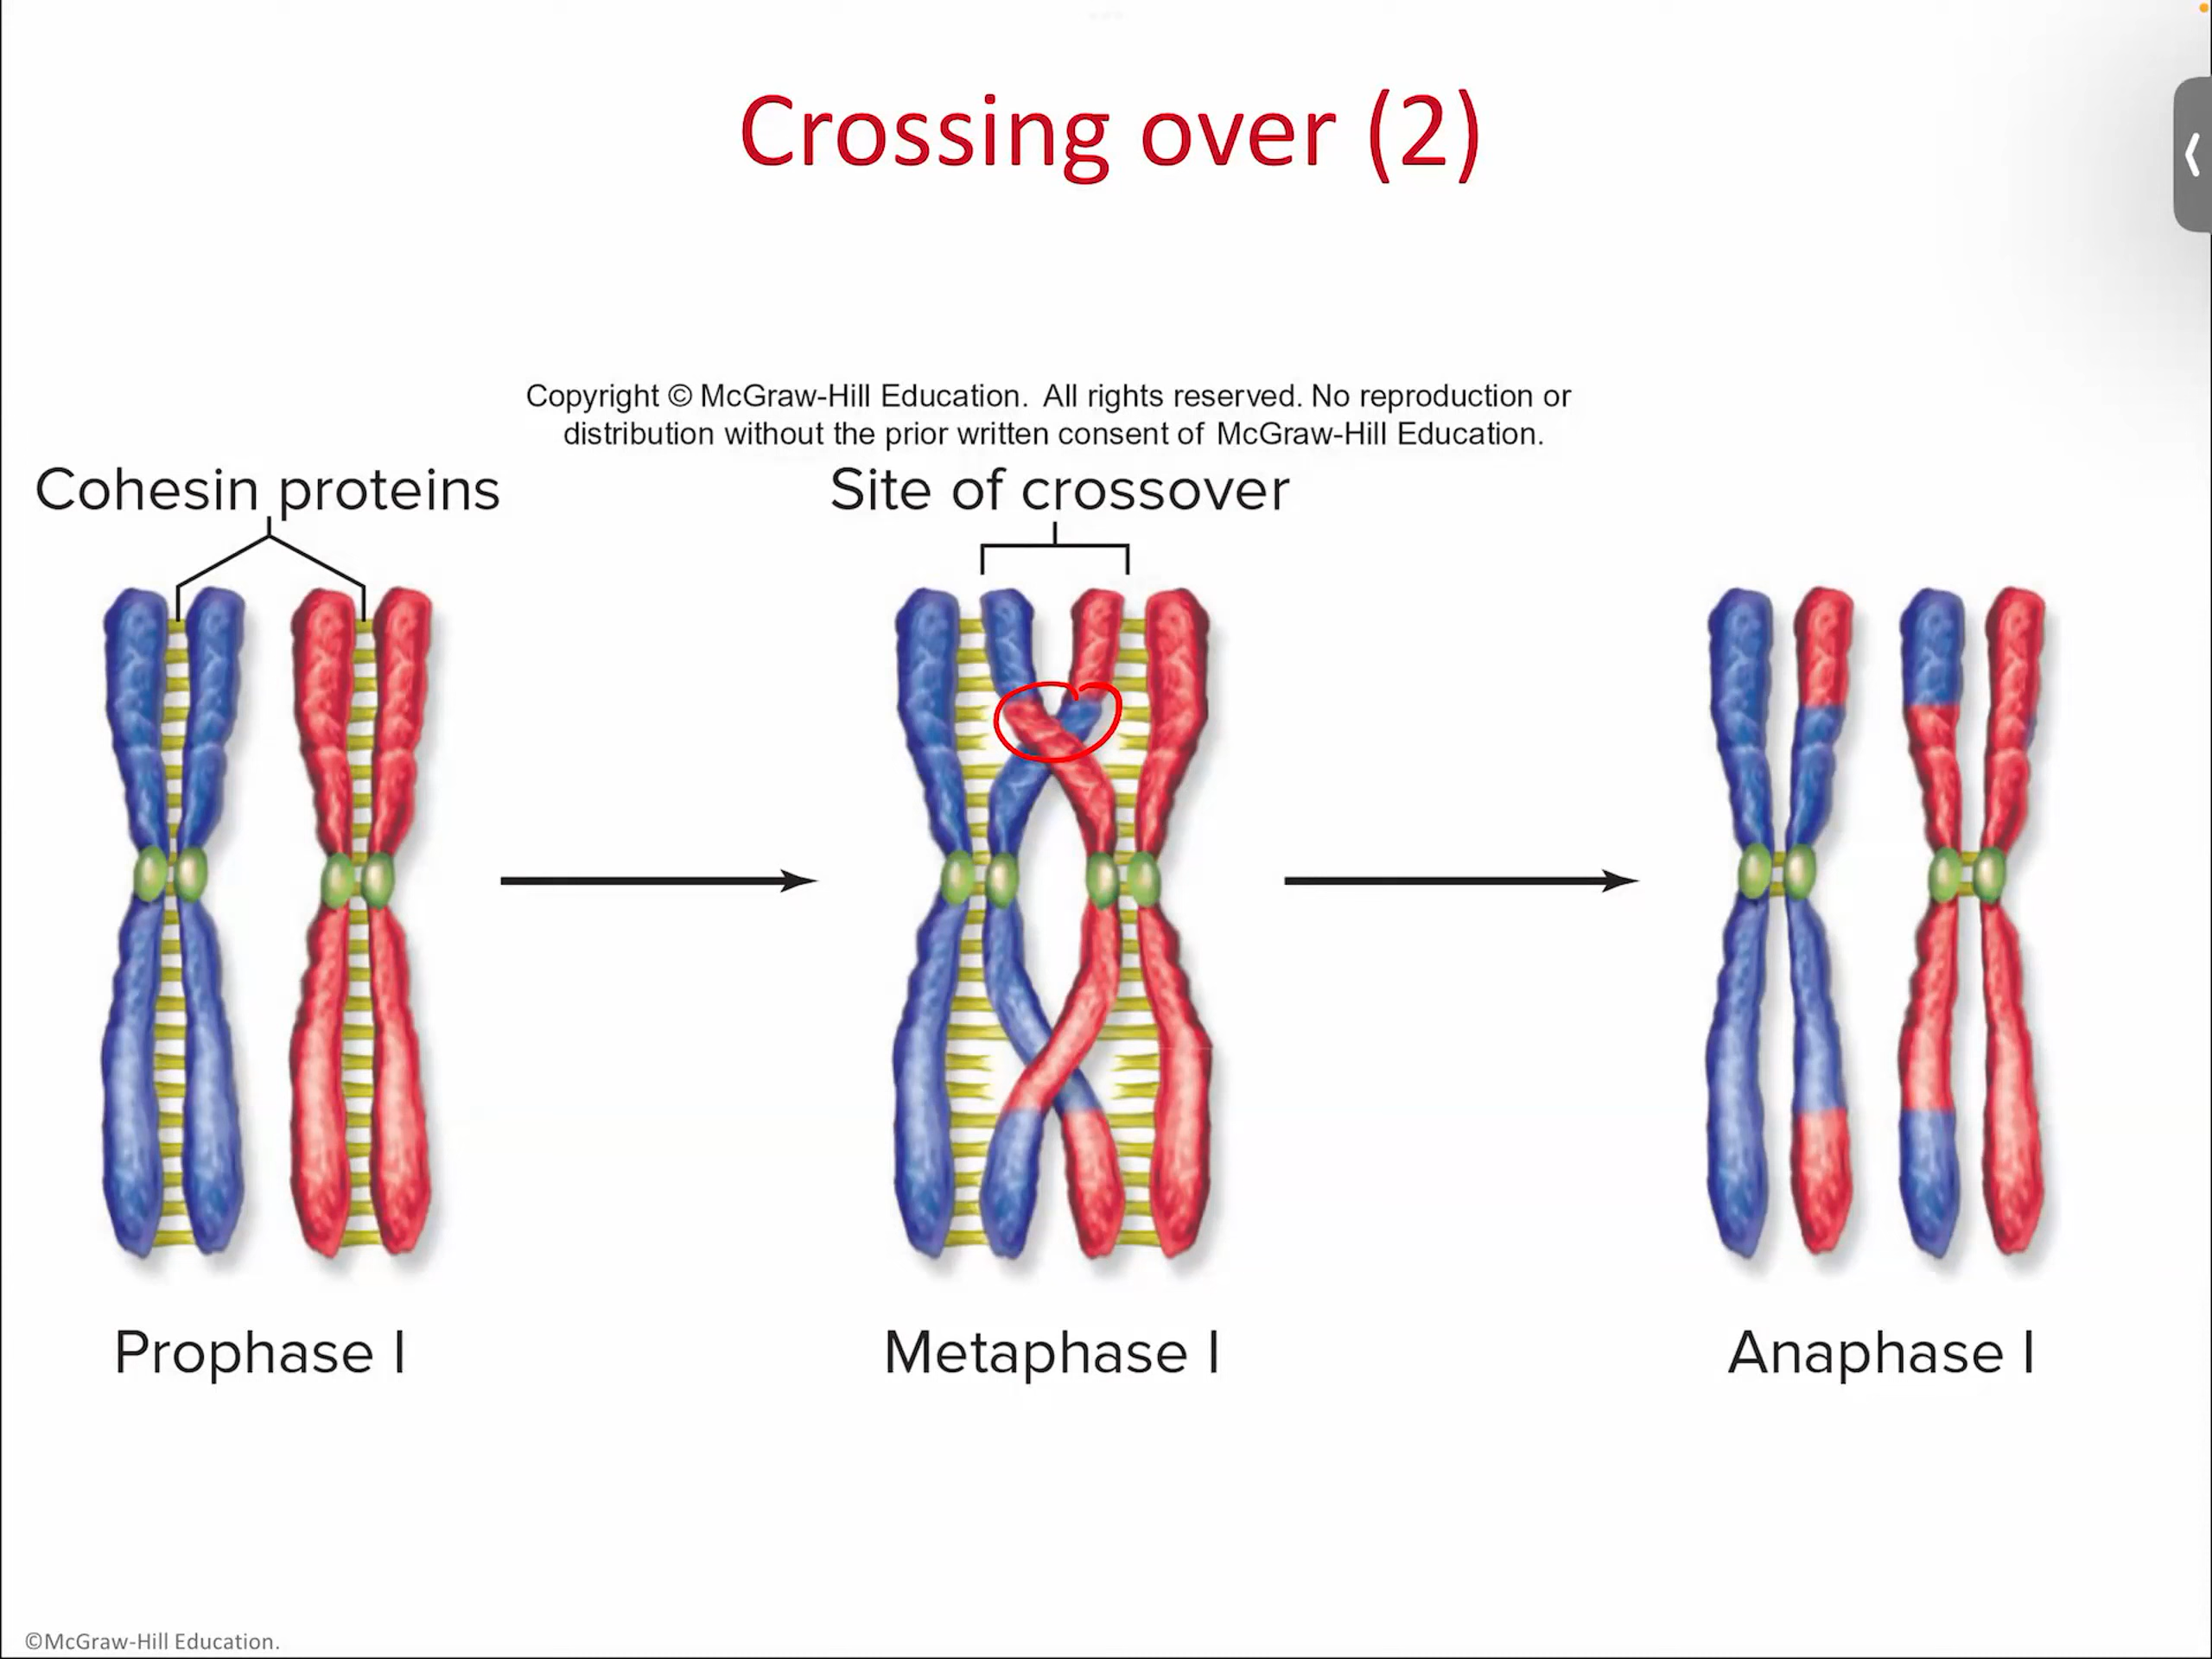 Crossing over (2)
Copyright © McGraw-Hill Education. All rights reserved. No reproduction or
distribution without the prior written consent of McGraw-Hill Education.
Cohesin proteins
Site of crossover
Prophase I
Metaphase I
Anaphase I
©McGraw-Hill Education.